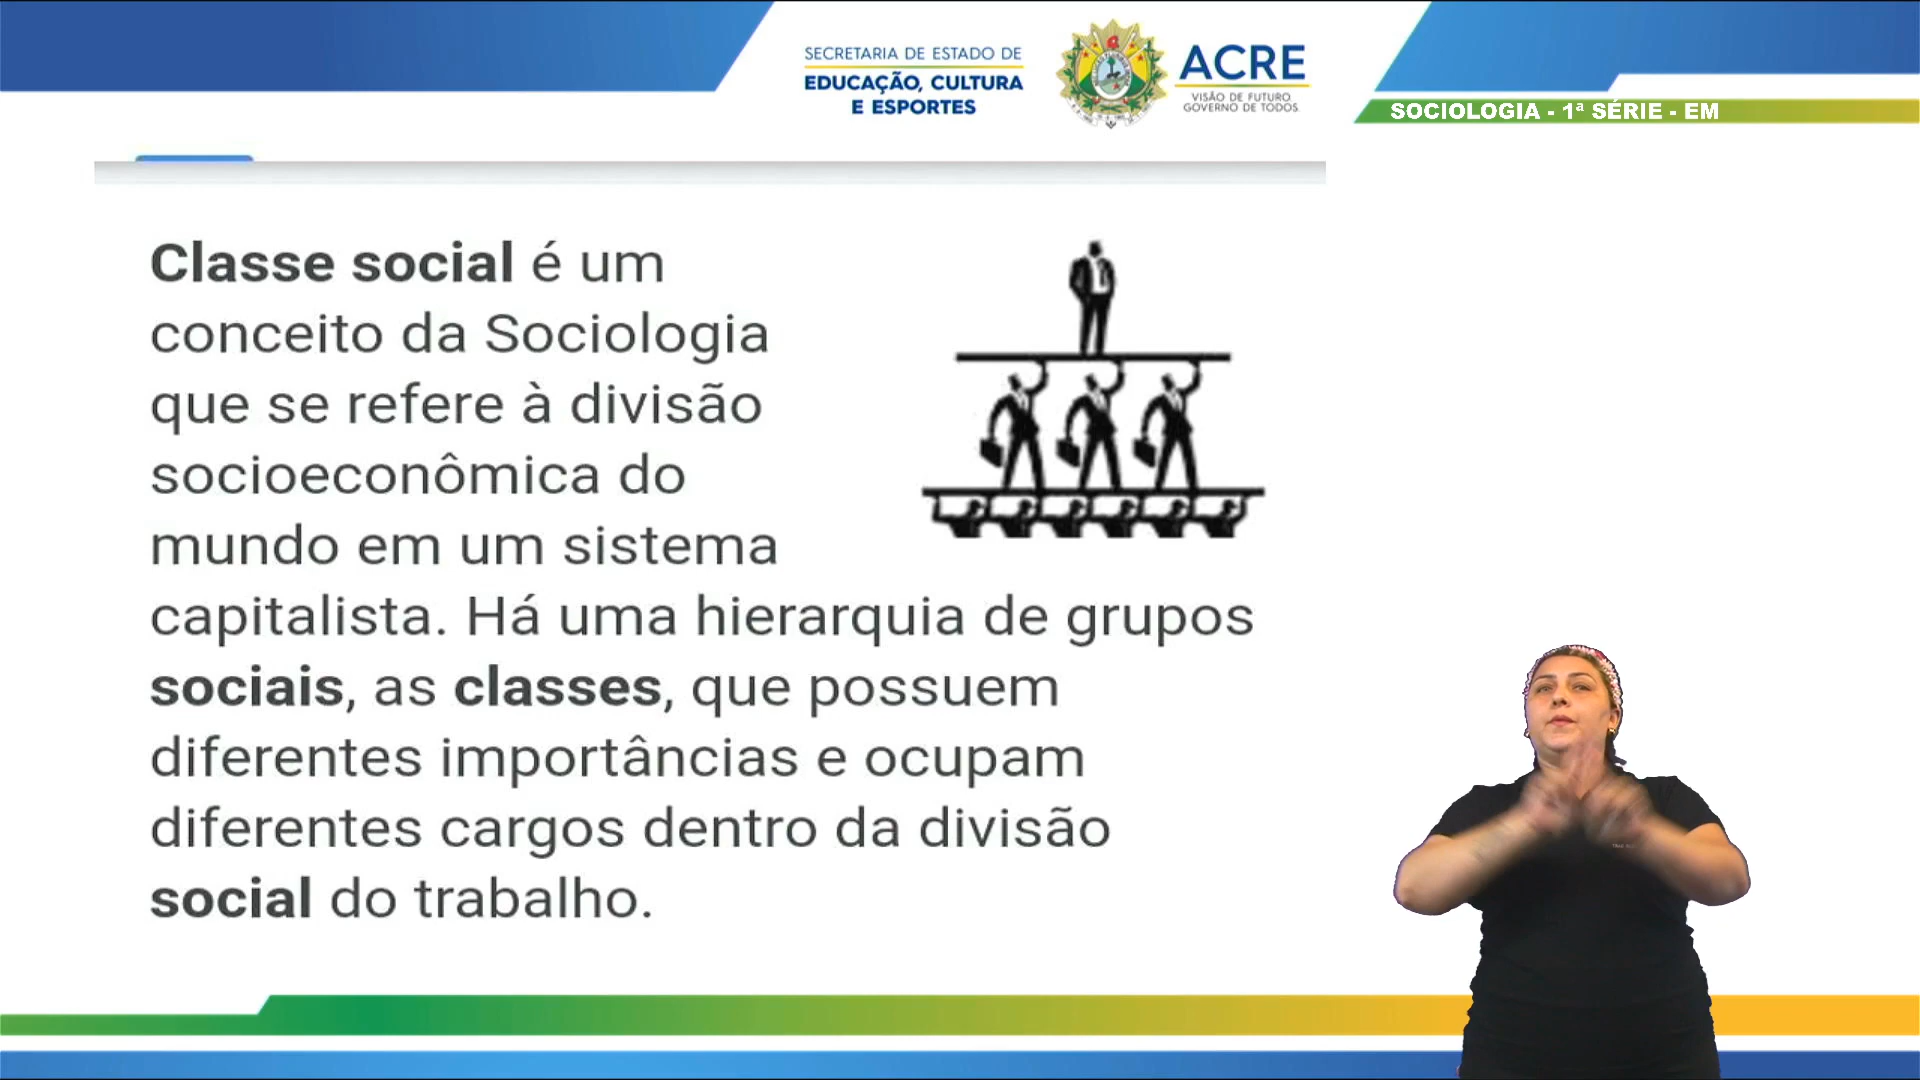 SECRETARIA DE ESTADO DE
EDUCAÇÃO, CULTURA
E ESPORTES
ACRE
VISÃO DE FUTURO.
GOVERNO DE TODOS.
SOCIOLOGIA - 1ª SÉRIE - EM
Classe social é um
conceito da Sociologia
que se refere à divisão
socioeconômica do
mundo em um sistema
capitalista. Há uma hierarquia de grupos
sociais, as classes, que possuem
diferentes importâncias e ocupam
diferentes cargos dentro da divisão
social do trabalho.